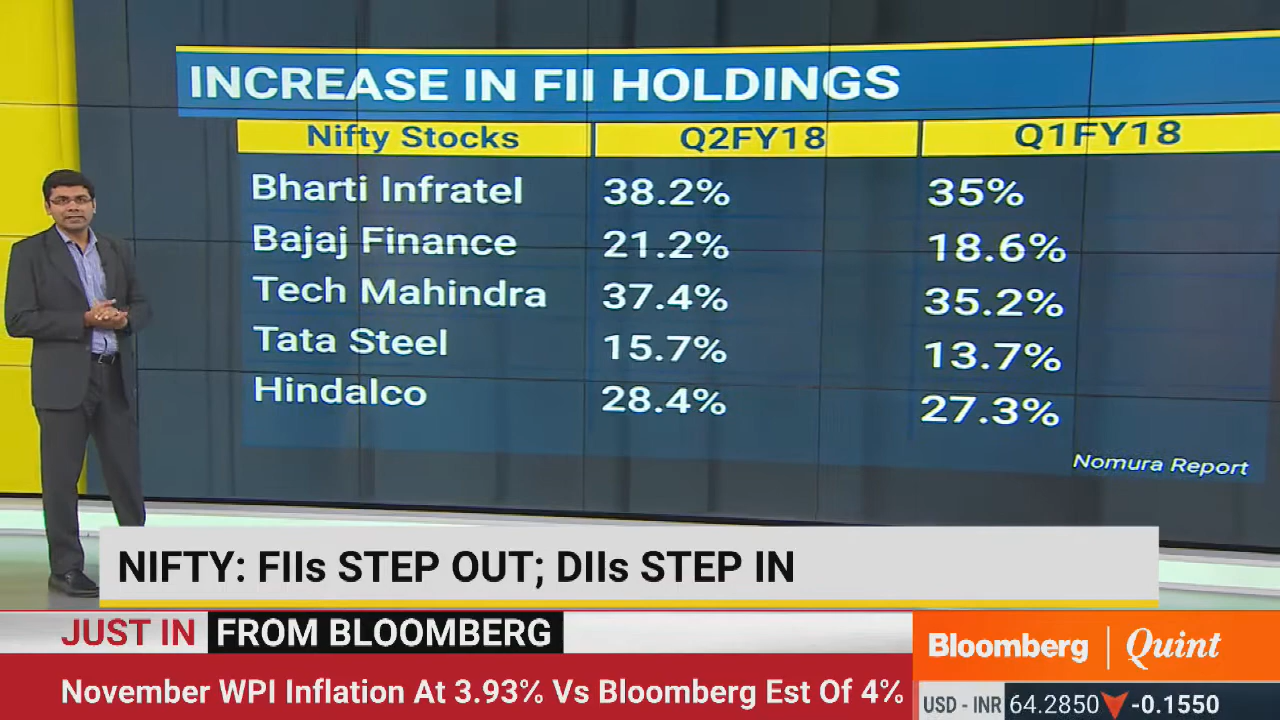 INCREASE IN FII HOLDINGS
Nifty Stocks Q2FY18 Q1FY18
Bharti Infratel 38.2% 35%
Bajaj Finance 21.2% 18.6%
Tech Mahindra 37.4% 35.2%
Tata Steel 15.7% 13.7%
Hindalco 28.4% 27.3%
Nomura Report
NIFTY: FIIs STEP OUT; DIIs STEP IN
JUST IN FROM BLOOMBERG
November WPI Inflation At 3.93% Vs Bloomberg Est Of 4%
Bloomberg | Quint
USD - INR 64.2850 -0.1550